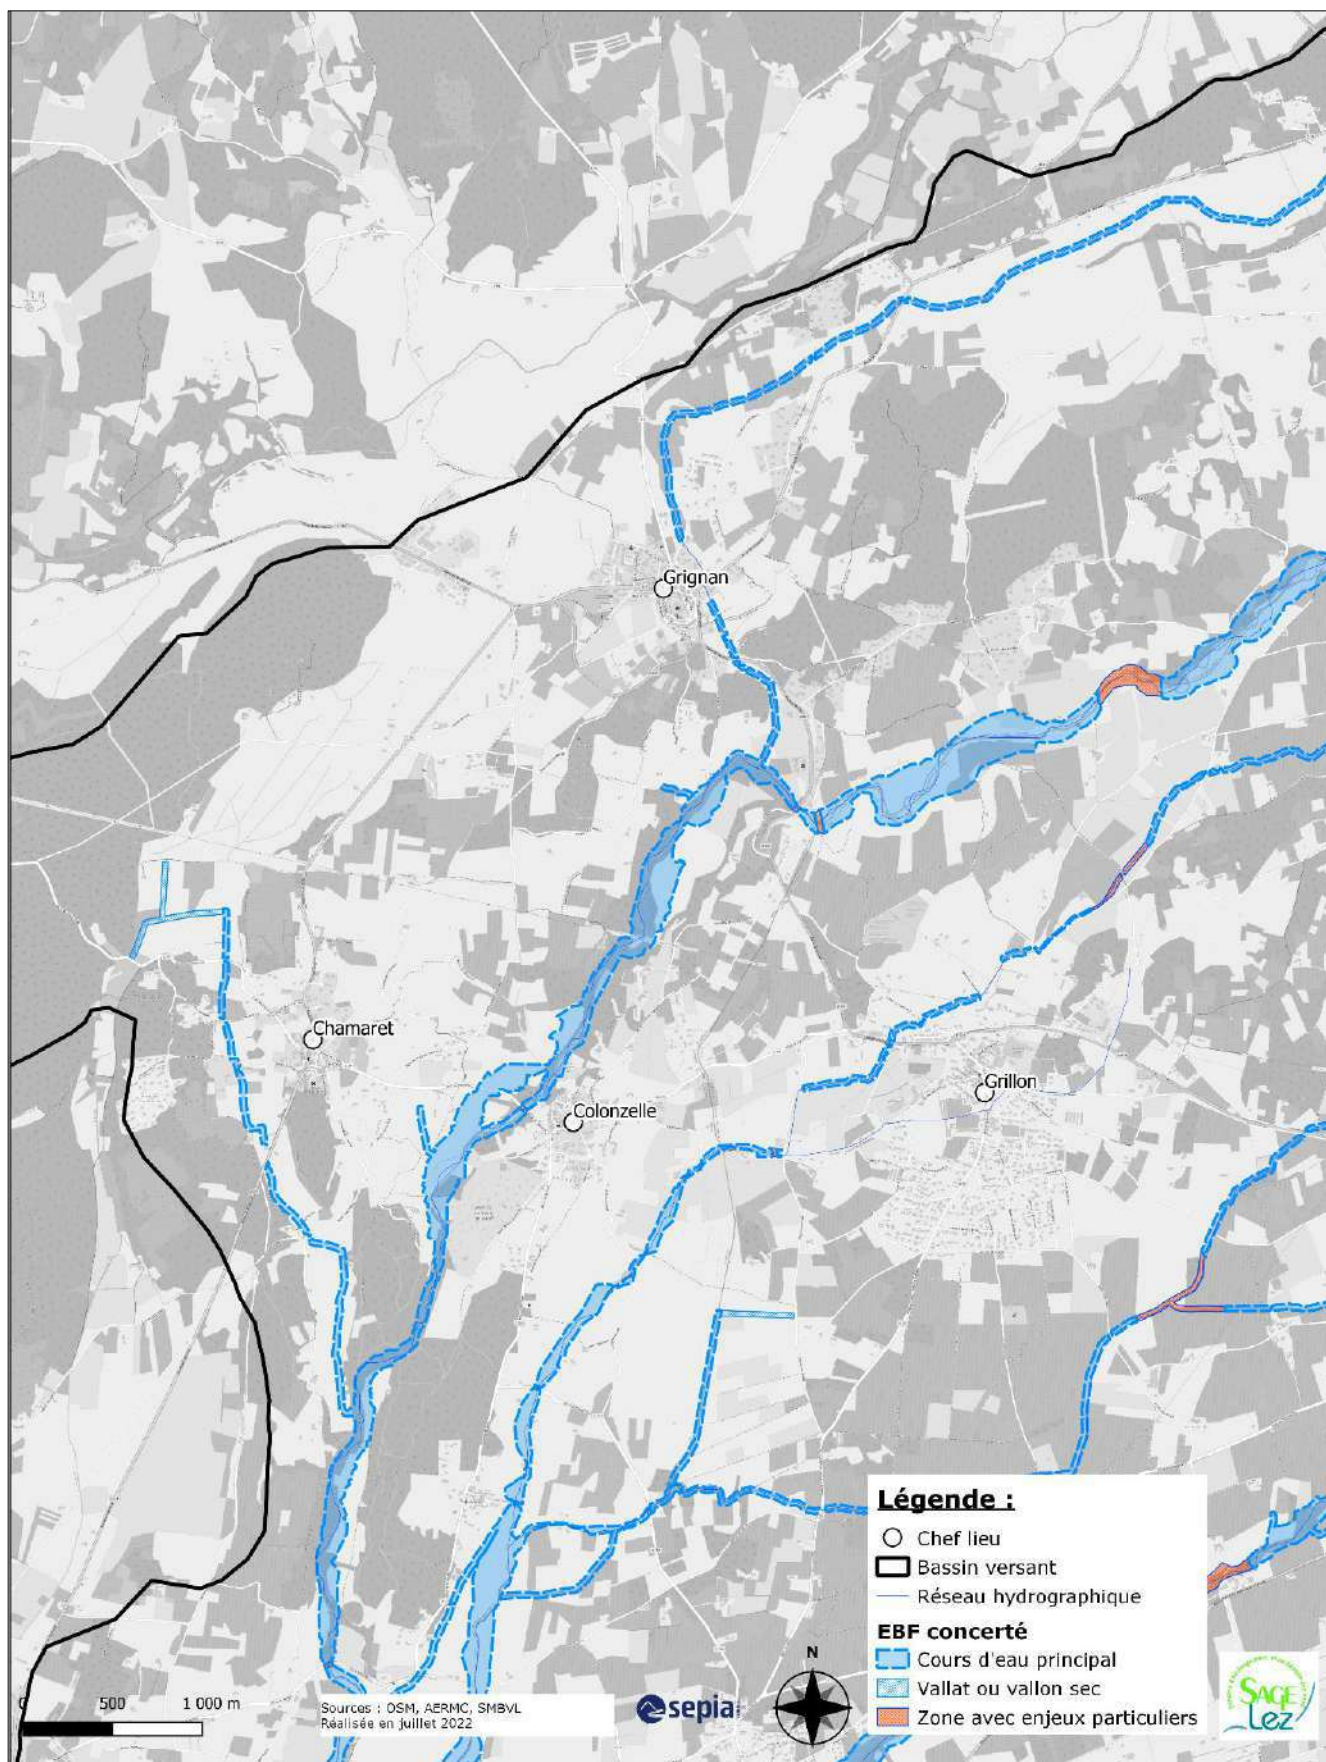 Grignan
Chamaret
Colonzelle
Grillon
Légende :
Chef lieu
Bassin versant
Réseau hydrographique
EBF concerté
Cours d'eau principal
Vallat ou vallon sec
Zone avec enjeux particuliers
0 500 1 000 m
Sources : OSM, AERMC, SMBVL
Réalisée en juillet 2022
sepia
N
SAGE
Lez